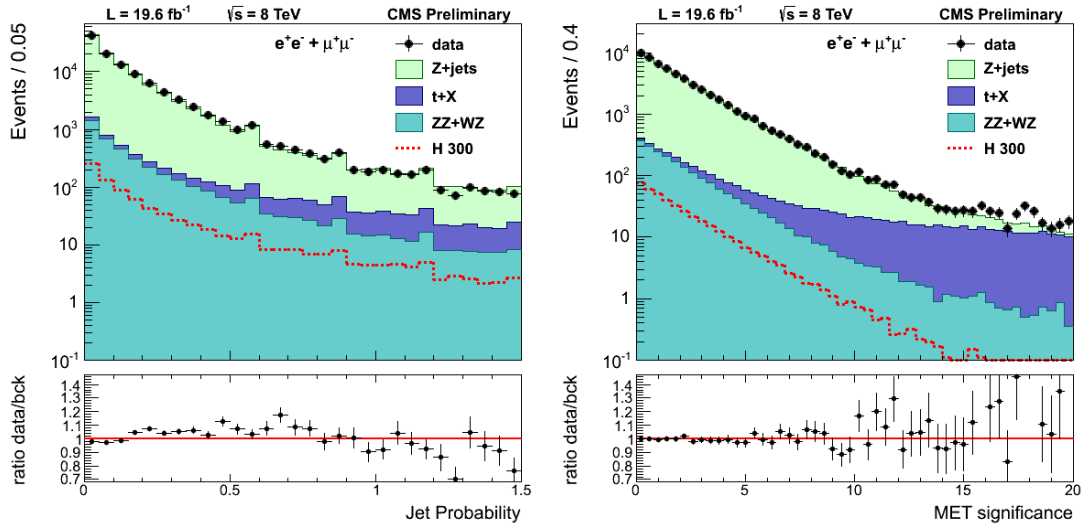 L = 19.6 fb⁻¹ √s = 8 TeV CMS Preliminary
e⁺e⁻ + μ⁺μ⁻
data
Z+jets
t+X
ZZ+WZ
H 300
Events / 0.05
10⁴
10³
10²
10
1
10⁻¹
ratio data/bck
1.4
1.3
1.2
1.1
1
0.9
0.8
0.7
0 0.5 1 1.5
Jet Probability
L = 19.6 fb⁻¹ √s = 8 TeV CMS Preliminary
e⁺e⁻ + μ⁺μ⁻
data
Z+jets
t+X
ZZ+WZ
H 300
Events / 0.4
10⁴
10³
10²
10
1
10⁻¹
ratio data/bck
1.4
1.3
1.2
1.1
1
0.9
0.8
0.7
0 5 10 15 20
MET significance